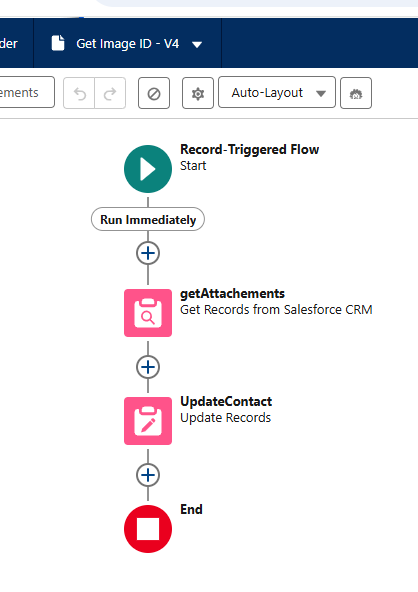 der
Get Image ID - V4
ements
Auto-Layout
Record-Triggered Flow
Start
Run Immediately
getAttachements
Get Records from Salesforce CRM
UpdateContact
Update Records
End